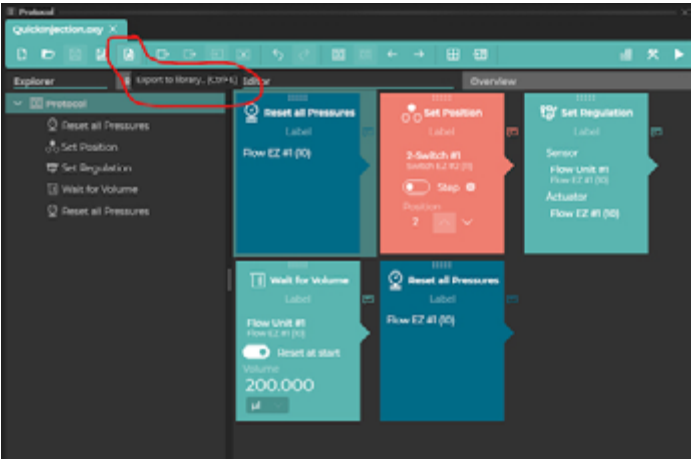 Protocol
Quickinjection.oxy
Explorer
Export to library.. (Ctrl+E)
Editor
Overview
Protocol
Reset all Pressures
Set Position
Set Regulation
Wait for Volume
Reset all Pressures
Reset all Pressures
Label
Flow EZ #1 (10)
Set Position
Label
2-Switch #1
Switch EZ #2 (11)
Step
Position
2
Set Regulation
Label
Sensor
Flow Unit #1
Flow EZ #1 (10)
Actuator
Flow EZ #1 (10)
Wait for Volume
Label
Flow Unit #1
Flow EZ #1 (10)
Reset at start
Volume
200.000
µl
Reset all Pressures
Label
Flow EZ #1 (10)